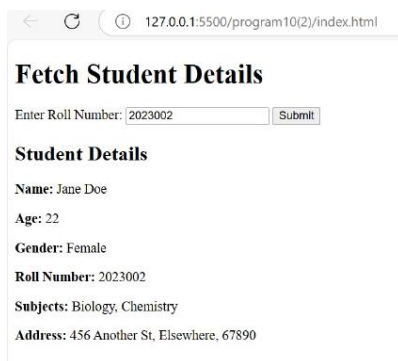 127.0.0.1:5500/program10(2)/index.html
Fetch Student Details
Enter Roll Number: 2023002 Submit
Student Details
Name: Jane Doe
Age: 22
Gender: Female
Roll Number: 2023002
Subjects: Biology, Chemistry
Address: 456 Another St, Elsewhere, 67890